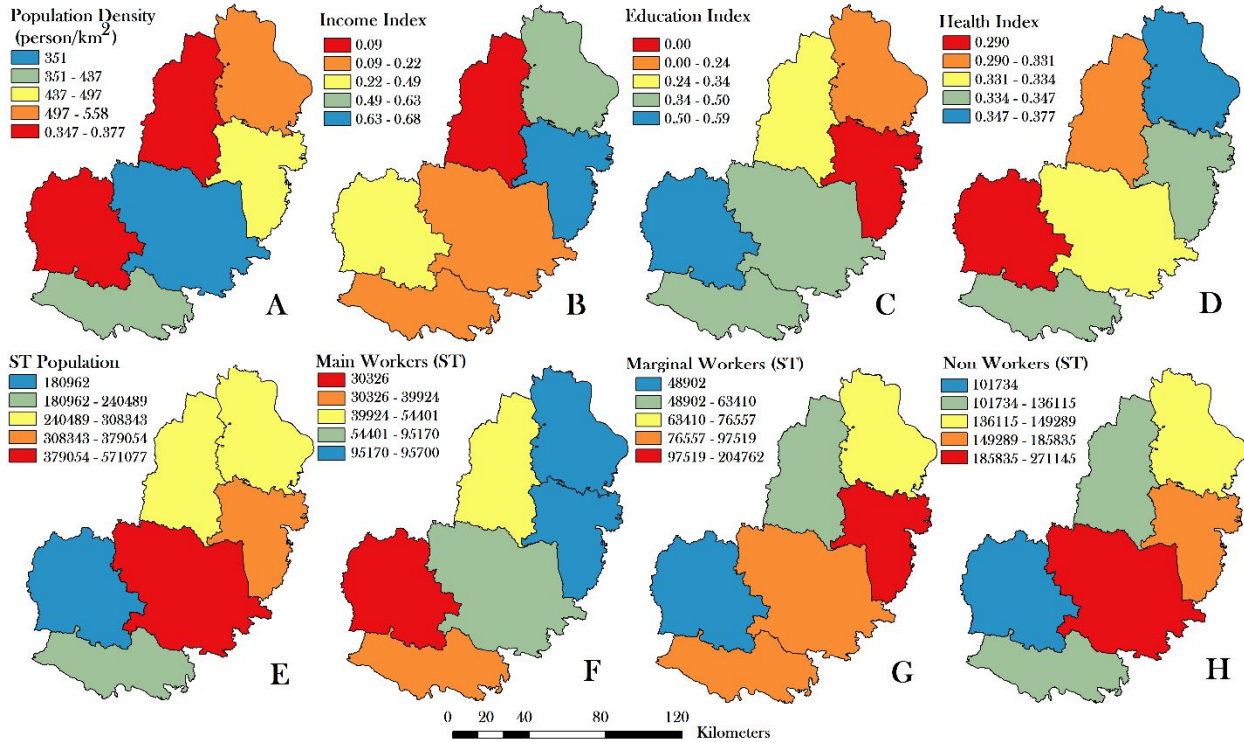 Population Density
(person/km²)
351
351 - 437
437 - 497
497 - 558
0.347 - 0.377
A
Income Index
0.09
0.09 - 0.22
0.22 - 0.49
0.49 - 0.63
0.63 - 0.68
B
Education Index
0.00
0.00 - 0.24
0.24 - 0.34
0.34 - 0.50
0.50 - 0.59
C
Health Index
0.290
0.290 - 0.331
0.331 - 0.334
0.334 - 0.347
0.347 - 0.377
D
ST Population
180962
180962 - 240489
240489 - 308343
308343 - 379054
379054 - 571077
E
Main Workers (ST)
30326
30326 - 39924
39924 - 54401
54401 - 95170
95170 - 95700
F
Marginal Workers (ST)
48902
48902 - 63410
63410 - 76557
76557 - 97519
97519 - 204762
G
Non Workers (ST)
101734
101734 - 136115
136115 - 149289
149289 - 185835
185835 - 271145
H
0 20 40 80 120
Kilometers